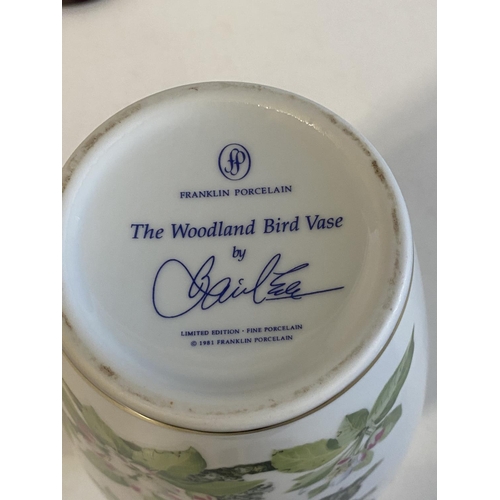 FRANKLIN PORCELAIN
The Woodland Bird Vase
by
LIMITED EDITION · FINE PORCELAIN
© 1981 FRANKLIN PORCELAIN